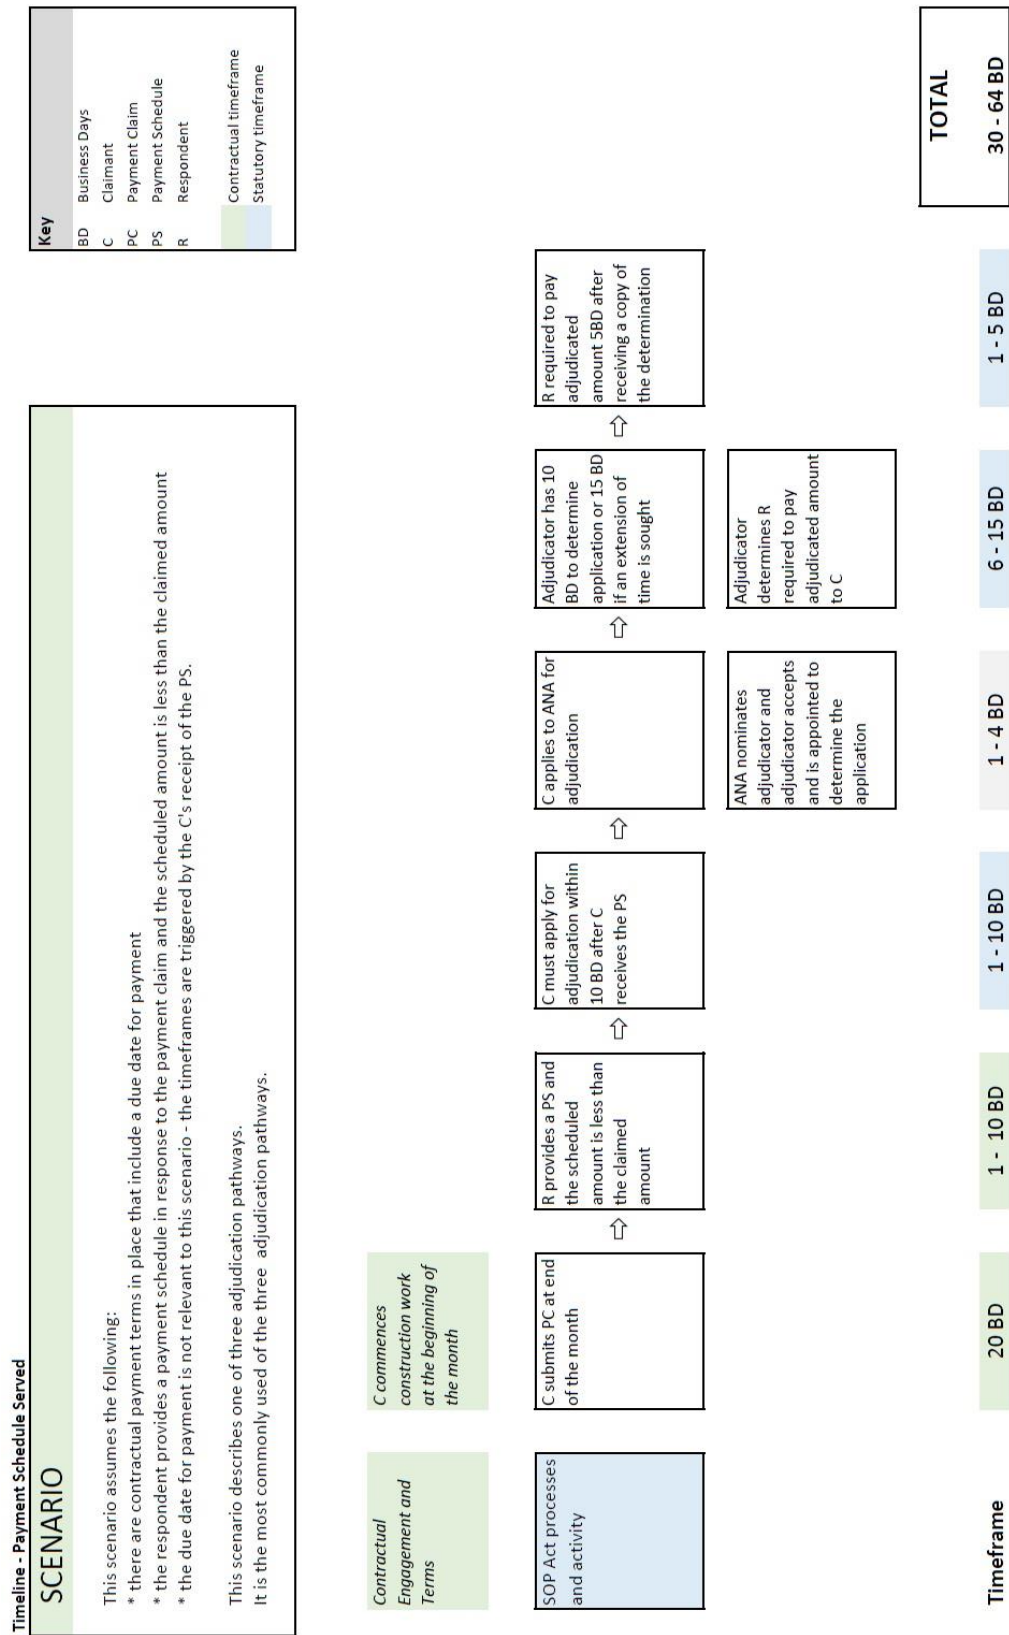 Timeline - Payment Schedule Served
SCENARIO
This scenario assumes the following:
* there are contractual payment terms in place that include a due date for payment
* the respondent provides a payment schedule in response to the payment claim and the scheduled amount is less than the claimed amount
* the due date for payment is not relevant to this scenario - the timeframes are triggered by the C's receipt of the PS.
This scenario describes one of three adjudication pathways.
It is the most commonly used of the three adjudication pathways.
Key
BD Business Days
C Claimant
PC Payment Claim
PS Payment Schedule
R Respondent
Contractual timeframe
Statutory timeframe
Contractual
Engagement and
Terms
C commences
construction work
at the beginning of
the month
SOP Act processes
and activity
C submits PC at end
of the month
R provides a PS and
the scheduled
amount is less than
the claimed
amount
C must apply for
adjudication within
10 BD after C
receives the PS
C applies to ANA for
adjudication
Adjudicator has 10
BD to determine
application or 15 BD
if an extension of
time is sought
R required to pay
adjudicated
amount 5BD after
receiving a copy of
the determination
ANA nominates
adjudicator and
adjudicator accepts
and is appointed to
determine the
application
Adjudicator
determines R
required to pay
adjudicated amount
to C
TOTAL
Timeframe
20 BD
1 - 10 BD
1 - 10 BD
1 - 4 BD
6 - 15 BD
1 - 5 BD
30 - 64 BD